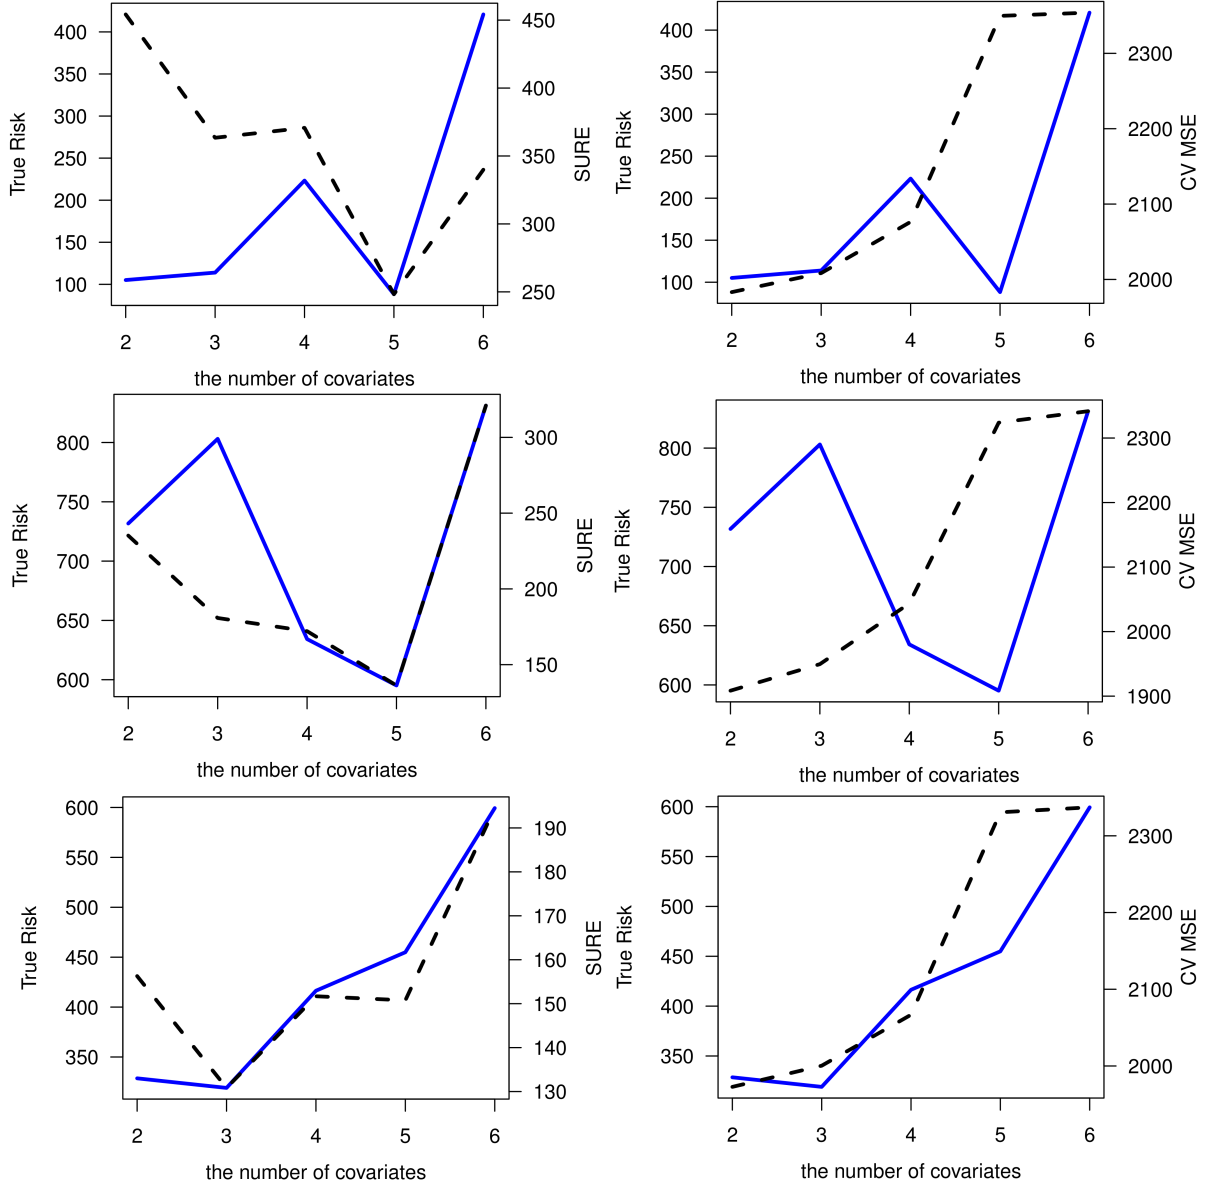 400
350
300
250
200
150
100
True Risk
450
400
350
300
250
SURE
2 3 4 5 6
the number of covariates
400
350
300
250
200
150
100
True Risk
2300
2200
2100
2000
CV MSE
2 3 4 5 6
the number of covariates
800
750
700
650
600
True Risk
300
250
200
150
SURE
2 3 4 5 6
the number of covariates
800
750
700
650
600
True Risk
2300
2200
2100
2000
1900
CV MSE
2 3 4 5 6
the number of covariates
600
550
500
450
400
350
True Risk
190
180
170
160
150
140
130
SURE
2 3 4 5 6
the number of covariates
600
550
500
450
400
350
True Risk
2300
2200
2100
2000
CV MSE
2 3 4 5 6
the number of covariates